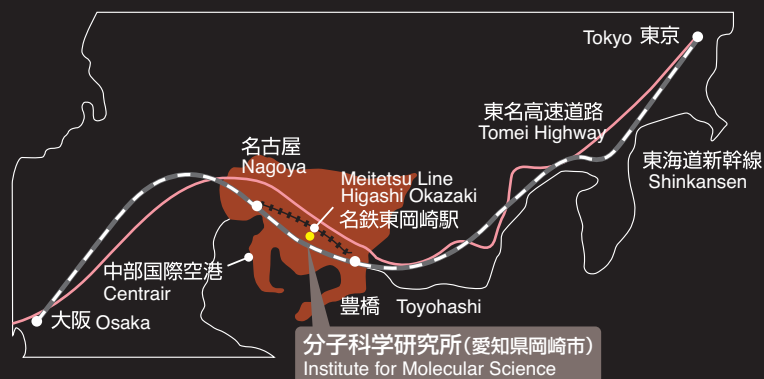 Tokyo 東京
東名高速道路
Tomei Highway
東海道新幹線
Shinkansen
名古屋
Nagoya
Meitetsu Line
Higashi Okazaki
名鉄東岡崎駅
中部国際空港
Centrair
豊橋 Toyohashi
大阪 Osaka
分子科学研究所(愛知県岡崎市)
Institute for Molecular Science